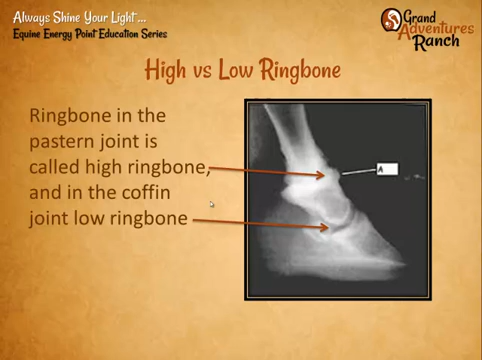 Always Shine Your Light...
Equine Energy Point Education Series
Grand
Adventures
Ranch
High vs Low Ringbone
Ringbone in the
pastern joint is
called high ringbone,
and in the coffin
joint low ringbone
A